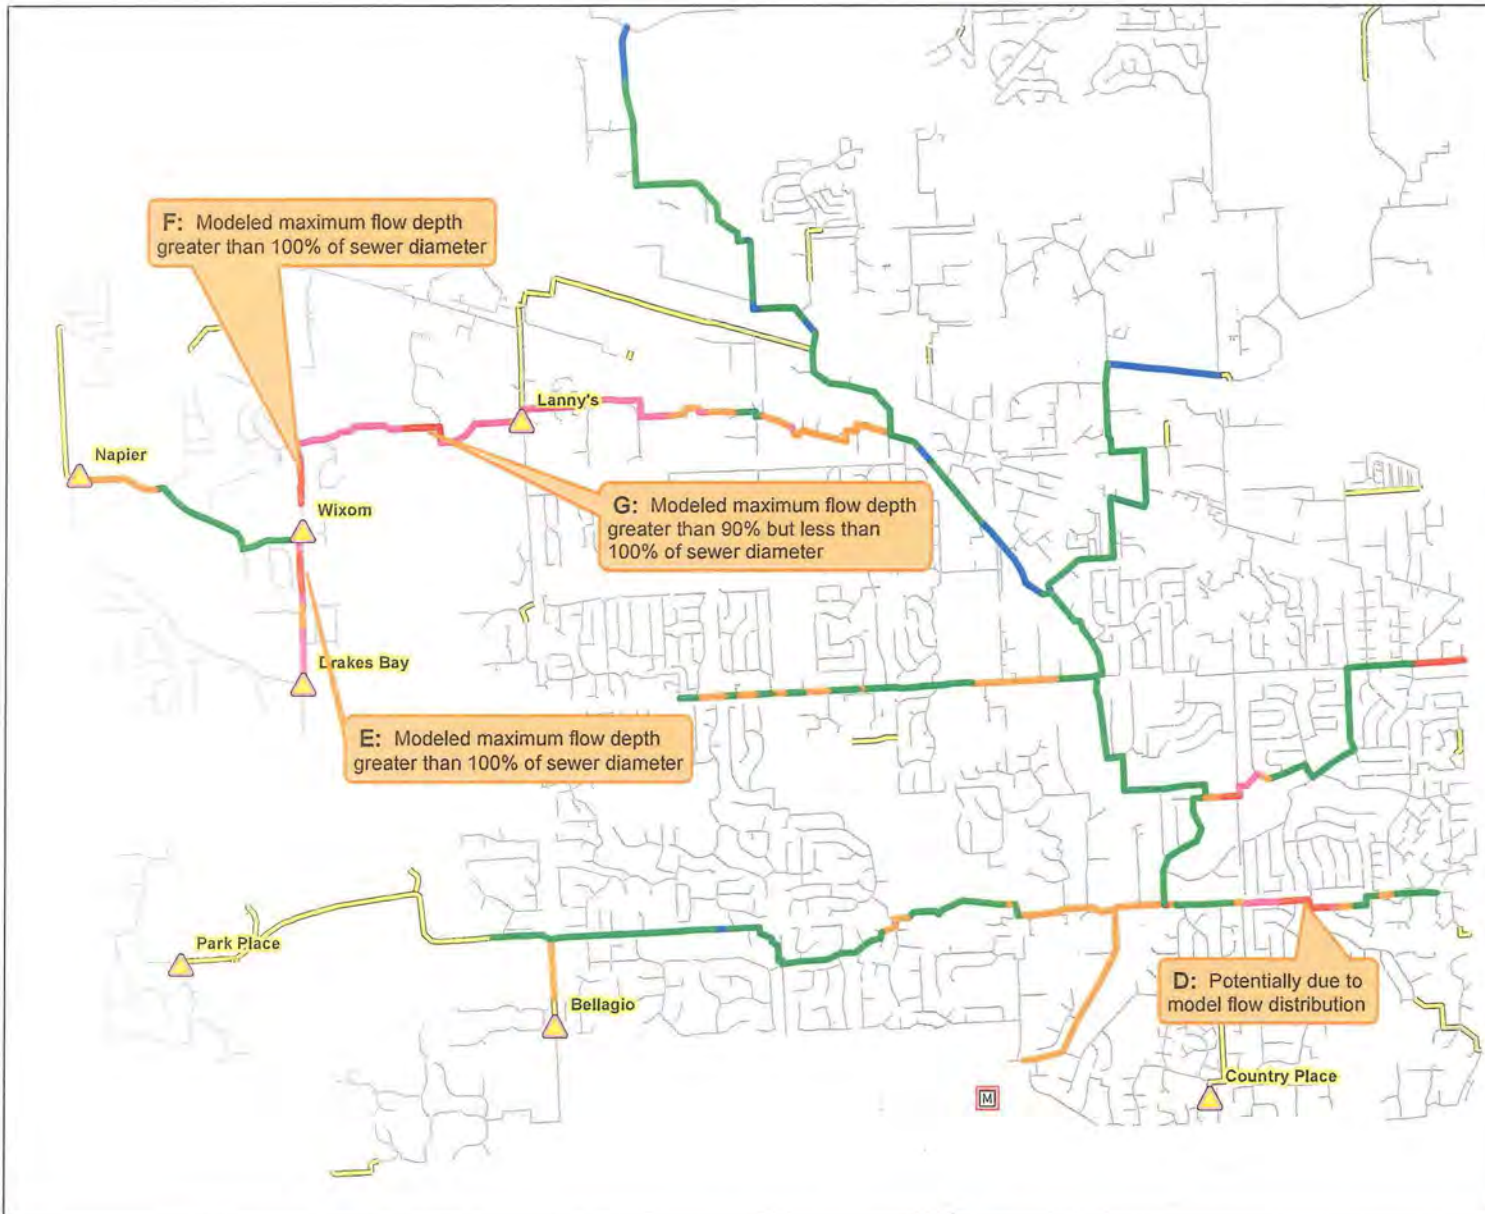 F: Modeled maximum flow depth
greater than 100% of sewer diameter
Lanny's
Napier
G: Modeled maximum flow depth
greater than 90% but less than
100% of sewer diameter
Wixom
Drakes Bay
E: Modeled maximum flow depth
greater than 100% of sewer diameter
Park Place
Bellagio
D: Potentially due to
model flow distribution
Country Place
M